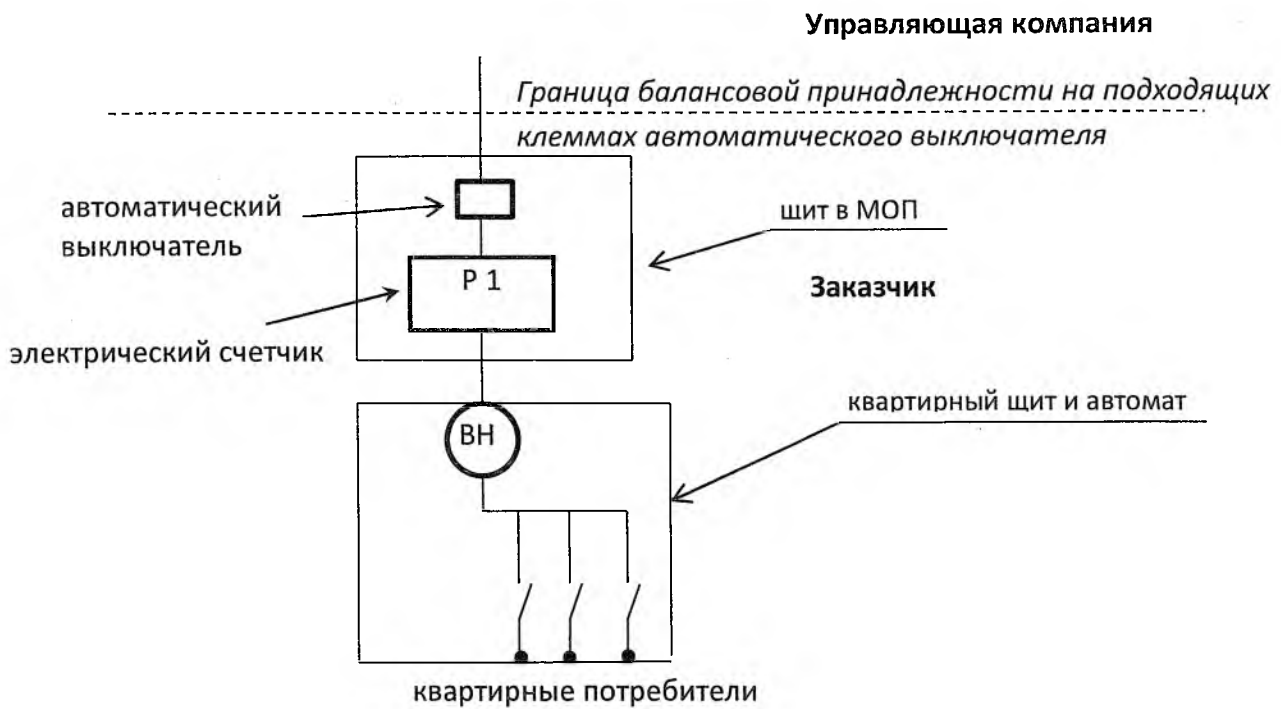 Управляющая компания
Граница балансовой принадлежности на подходящих
клеммах автоматического выключателя
автоматический
выключатель
щит в МОП
Р 1
Заказчик
электрический счетчик
квартирный щит и автомат
ВН
квартирные потребители